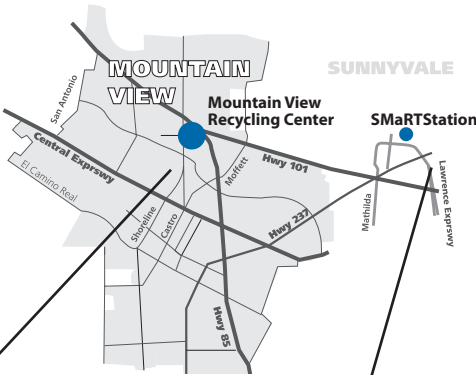 MOUNTAIN
VIEW
SUNNYVALE
Mountain View
Recycling Center
SMaRTStation
San Antonio
Central Exprswy
El Camino Real
Shoreline
Castro
Moffett
Hwy 101
Hwy 237
Hwy 85
Mathilda
Lawrence Exprswy